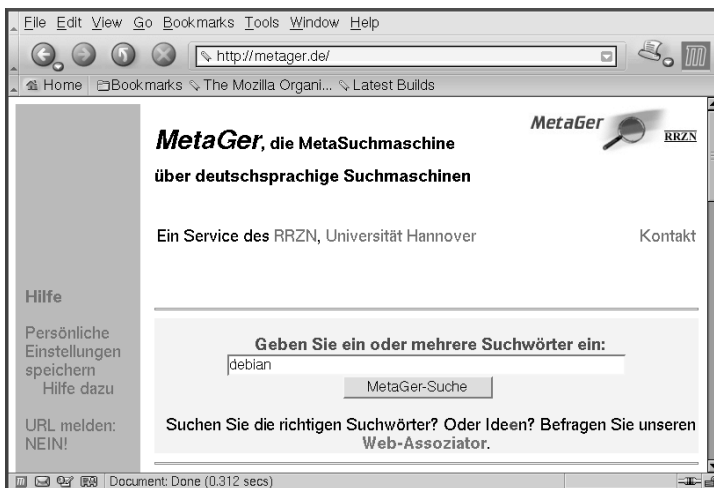 File Edit View Go Bookmarks Tools Window Help
http://metager.de/
Home Bookmarks The Mozilla Organi... Latest Builds
MetaGer, die MetaSuchmaschine
über deutschsprachige Suchmaschinen
MetaGer
RRZN
Ein Service des RRZN, Universität Hannover
Kontakt
Hilfe
Persönliche
Einstellungen
speichern
Hilfe dazu
URL melden:
NEIN!
Geben Sie ein oder mehrere Suchwörter ein:
debian
MetaGer-Suche
Suchen Sie die richtigen Suchwörter? Oder Ideen? Befragen Sie unseren
Web-Assoziator.
Document: Done (0.312 secs)